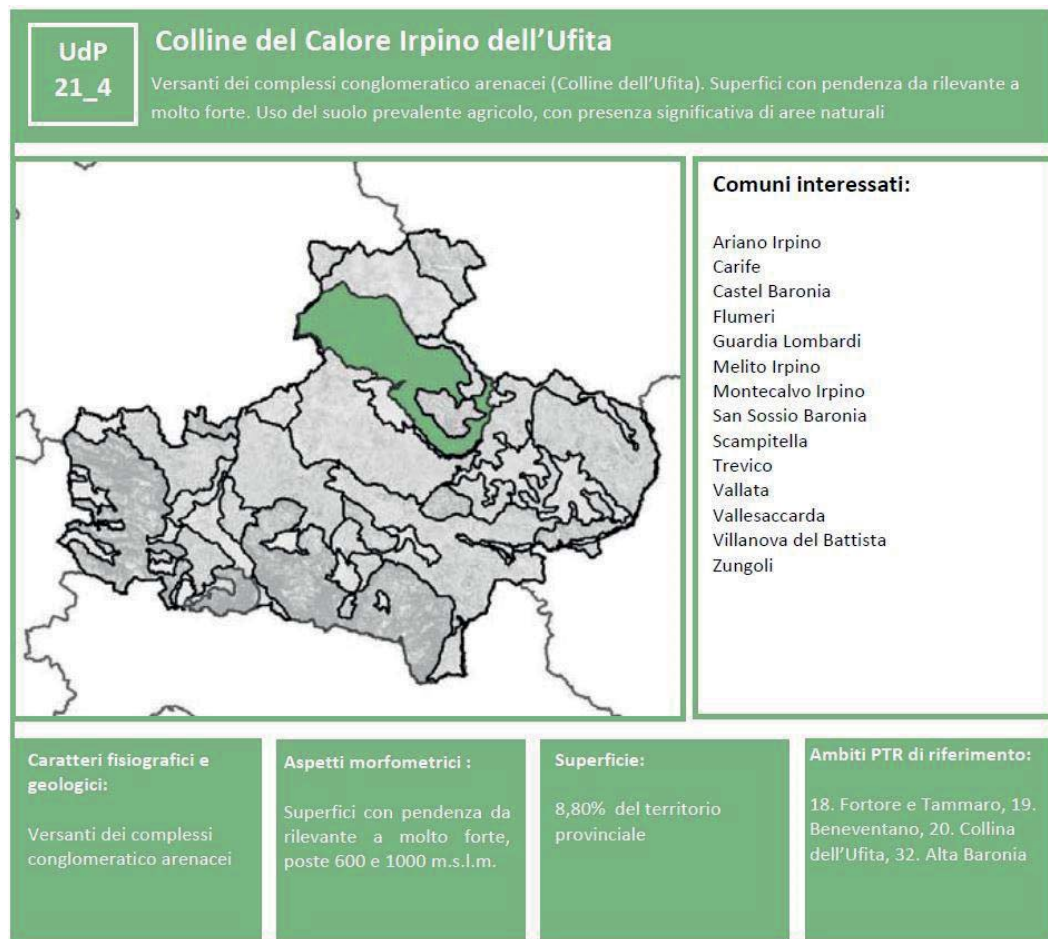 UdP
21_4
Colline del Calore Irpino dell'Ufita
Versanti dei complessi conglomeratico arenacei (Colline dell'Ufita). Superfici con pendenza da rilevante a
molto forte. Uso del suolo prevalente agricolo, con presenza significativa di aree naturali
Comuni interessati:
Ariano Irpino
Carife
Castel Baronia
Flumeri
Guardia Lombardi
Melito Irpino
Montecalvo Irpino
San Sossio Baronia
Scampitella
Trevico
Vallata
Vallesaccarda
Villanova del Battista
Zungoli
Caratteri fisiografici e
geologici:
Versanti dei complessi
conglomeratico arenacei
Aspetti morfometrici :
Superfici con pendenza da
rilevante a molto forte,
poste 600 e 1000 m.s.l.m.
Superficie:
8,80% del territorio
provinciale
Ambiti PTR di riferimento:
18. Fortore e Tammaro, 19.
Beneventano, 20. Collina
dell'Ufita, 32. Alta Baronia